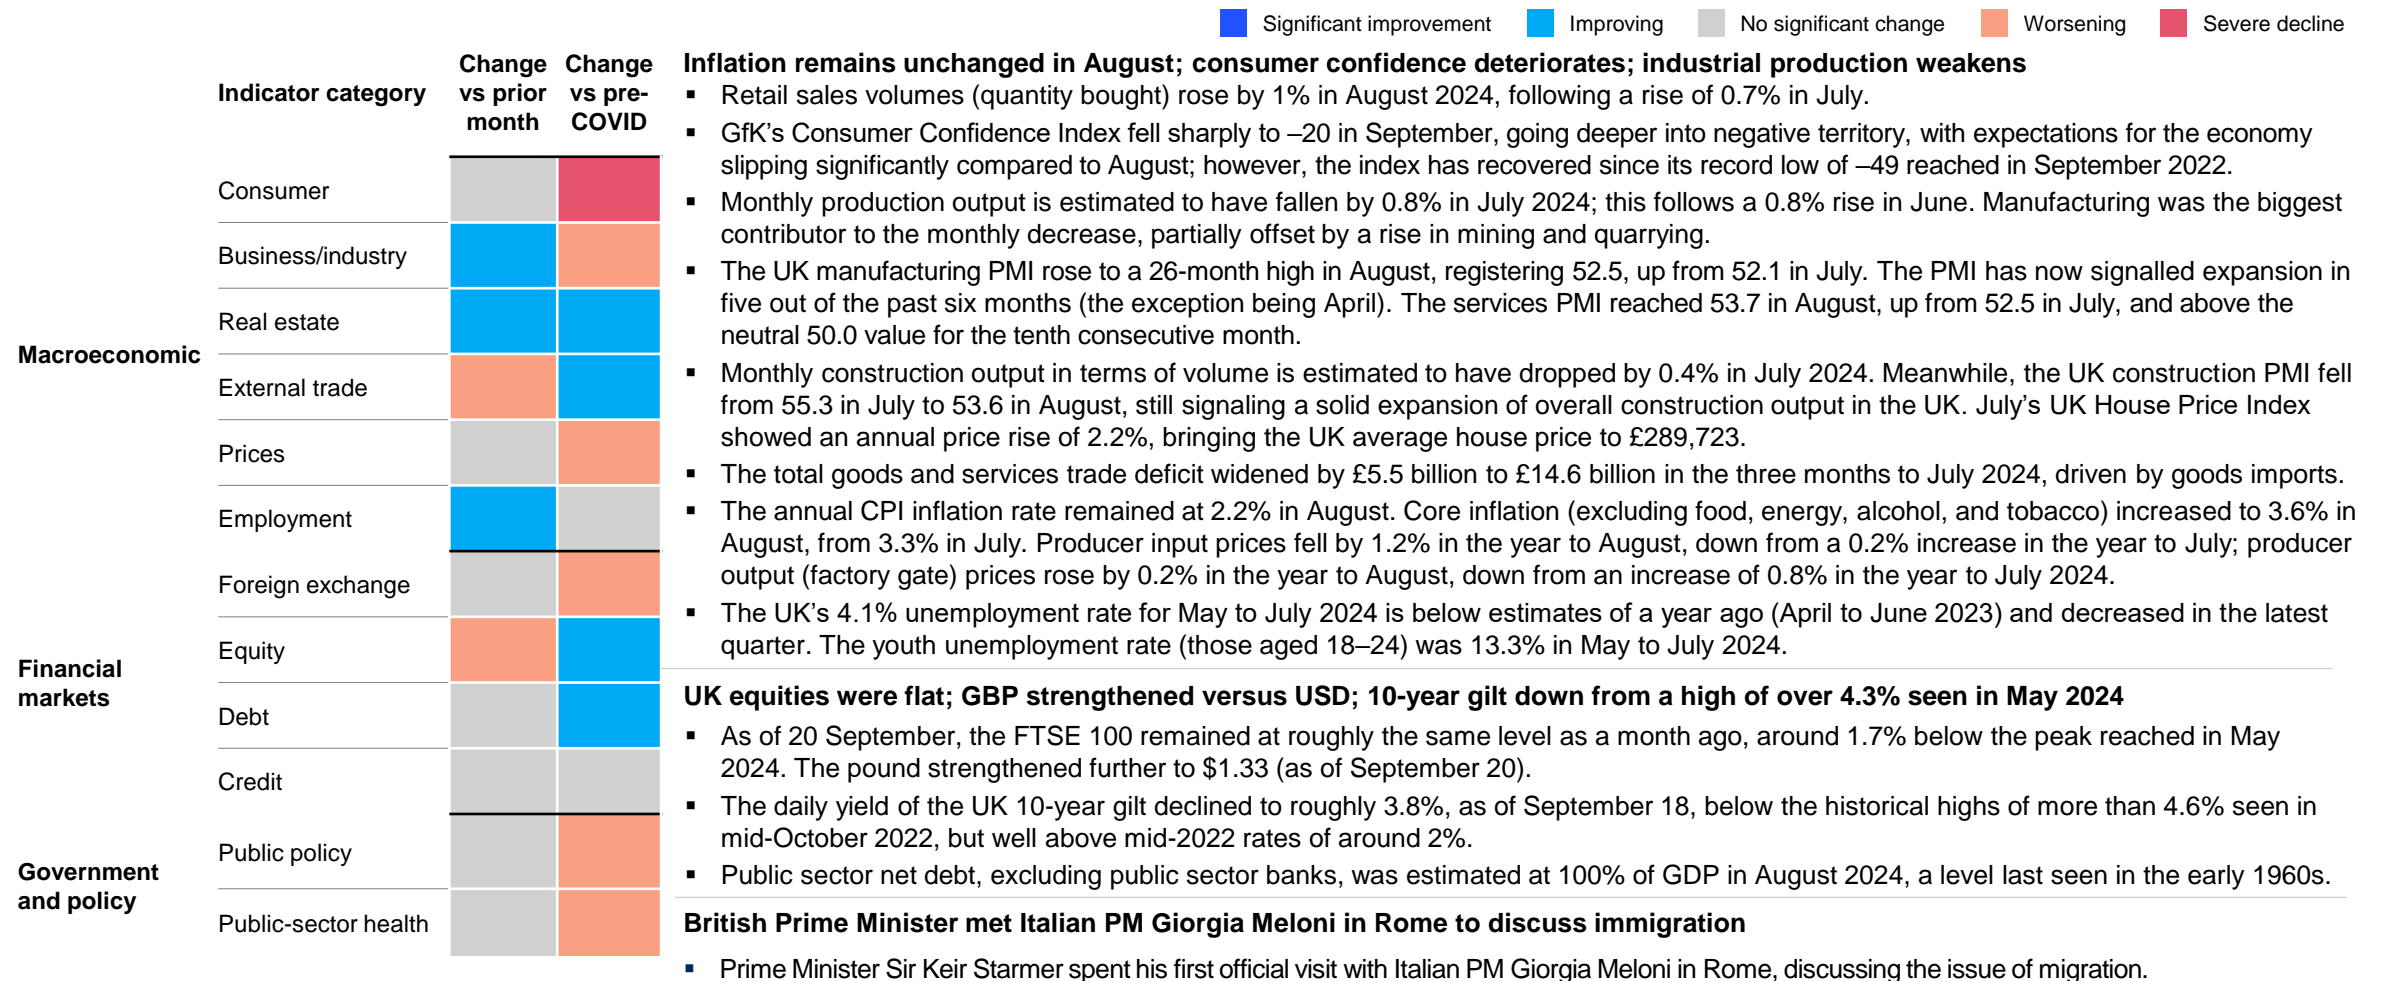 Significant improvement Improving No significant change Worsening Severe decline
Indicator category
Change vs prior month
Change vs pre-COVID
Macroeconomic
Consumer
Business/industry
Real estate
External trade
Prices
Employment
Financial markets
Foreign exchange
Equity
Debt
Credit
Government and policy
Public policy
Public-sector health
Inflation remains unchanged in August; consumer confidence deteriorates; industrial production weakens
▪ Retail sales volumes (quantity bought) rose by 1% in August 2024, following a rise of 0.7% in July.
▪ GfK’s Consumer Confidence Index fell sharply to –20 in September, going deeper into negative territory, with expectations for the economy
slipping significantly compared to August; however, the index has recovered since its record low of –49 reached in September 2022.
▪ Monthly production output is estimated to have fallen by 0.8% in July 2024; this follows a 0.8% rise in June. Manufacturing was the biggest
contributor to the monthly decrease, partially offset by a rise in mining and quarrying.
▪ The UK manufacturing PMI rose to a 26-month high in August, registering 52.5, up from 52.1 in July. The PMI has now signalled expansion in
five out of the past six months (the exception being April). The services PMI reached 53.7 in August, up from 52.5 in July, and above the
neutral 50.0 value for the tenth consecutive month.
▪ Monthly construction output in terms of volume is estimated to have dropped by 0.4% in July 2024. Meanwhile, the UK construction PMI fell
from 55.3 in July to 53.6 in August, still signaling a solid expansion of overall construction output in the UK. July’s UK House Price Index
showed an annual price rise of 2.2%, bringing the UK average house price to £289,723.
▪ The total goods and services trade deficit widened by £5.5 billion to £14.6 billion in the three months to July 2024, driven by goods imports.
▪ The annual CPI inflation rate remained at 2.2% in August. Core inflation (excluding food, energy, alcohol, and tobacco) increased to 3.6% in
August, from 3.3% in July. Producer input prices fell by 1.2% in the year to August, down from a 0.2% increase in the year to July; producer
output (factory gate) prices rose by 0.2% in the year to August, down from an increase of 0.8% in the year to July 2024.
▪ The UK’s 4.1% unemployment rate for May to July 2024 is below estimates of a year ago (April to June 2023) and decreased in the latest
quarter. The youth unemployment rate (those aged 18–24) was 13.3% in May to July 2024.
UK equities were flat; GBP strengthened versus USD; 10-year gilt down from a high of over 4.3% seen in May 2024
▪ As of 20 September, the FTSE 100 remained at roughly the same level as a month ago, around 1.7% below the peak reached in May
2024. The pound strengthened further to $1.33 (as of September 20).
▪ The daily yield of the UK 10-year gilt declined to roughly 3.8%, as of September 18, below the historical highs of more than 4.6% seen in
mid-October 2022, but well above mid-2022 rates of around 2%.
▪ Public sector net debt, excluding public sector banks, was estimated at 100% of GDP in August 2024, a level last seen in the early 1960s.
British Prime Minister met Italian PM Giorgia Meloni in Rome to discuss immigration
▪ Prime Minister Sir Keir Starmer spent his first official visit with Italian PM Giorgia Meloni in Rome, discussing the issue of migration.